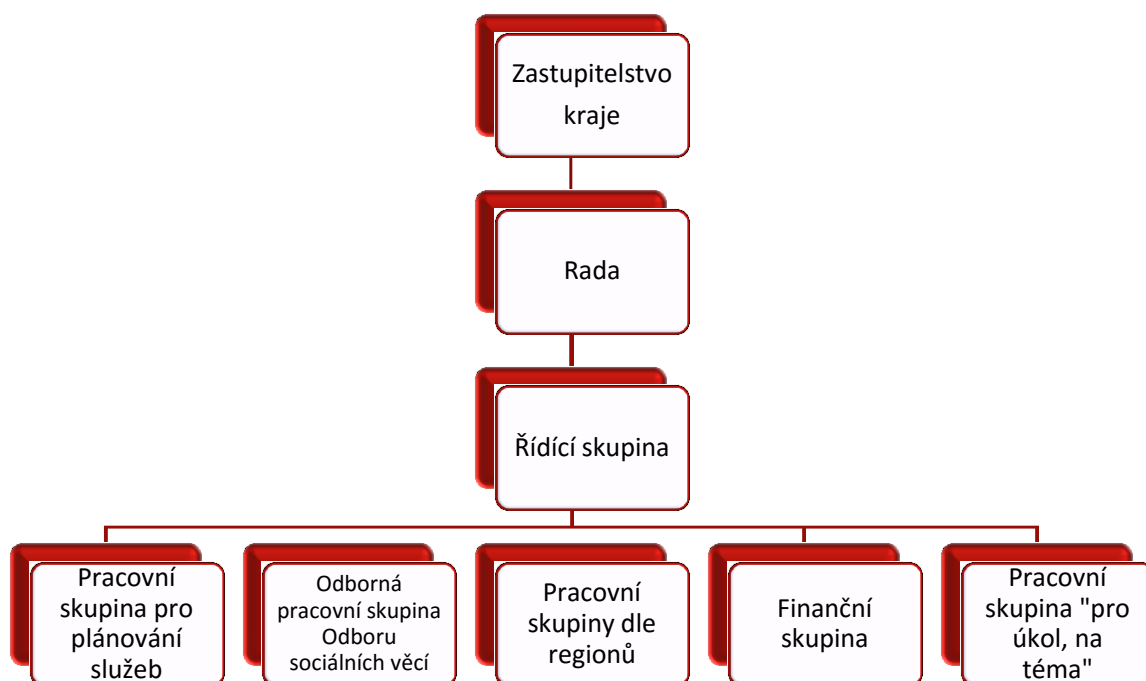 Zastupitelstvo
kraje
Rada
Řídící skupina
Pracovní
skupina pro
plánování
služeb
Odborná
pracovní skupina
Odboru
sociálních věcí
Pracovní
skupiny dle
regionů
Finanční
skupina
Pracovní
skupina "pro
úkol, na
téma"